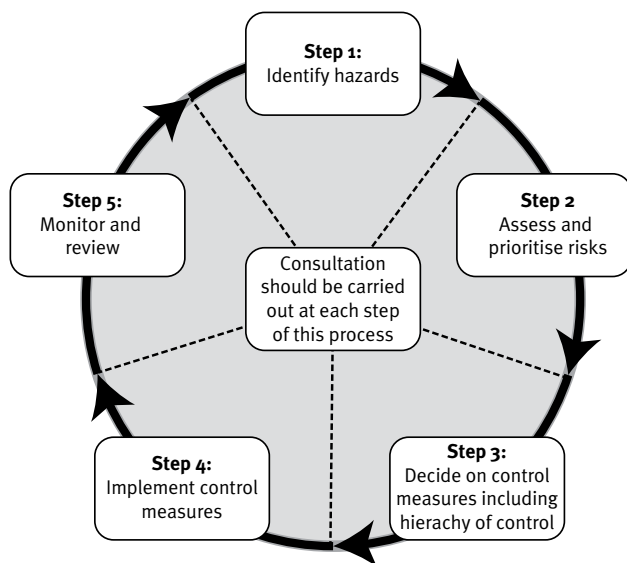 Step 1:
Identify hazards
Step 2
Assess and
prioritise risks
Step 3:
Decide on control
measures including
hierachy of control
Step 4:
Implement control
measures
Step 5:
Monitor and
review
Consultation
should be carried
out at each step
of this process